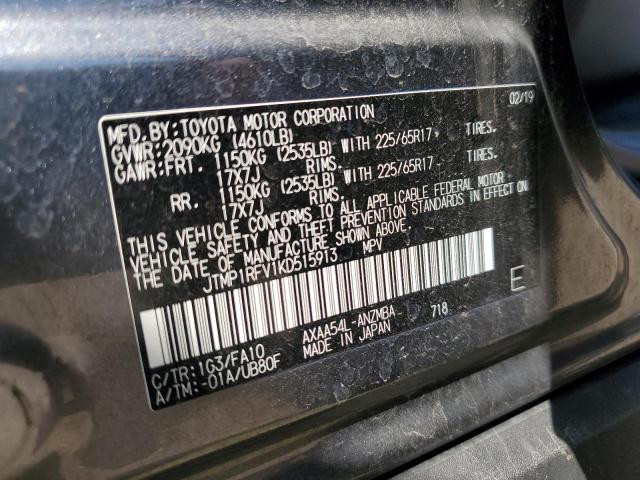 MFD.BY:TOYOTA MOTOR CORPORATION 02/19
GVWR:2090KG (4610LB)
GAWR:FRT. 1150KG (2535LB) WITH 225/65R17 TIRES.
17X7J RIMS.
RR. 1150KG (2535LB) WITH 225/65R17 TIRES.
17X7J RIMS.
THIS VEHICLE CONFORMS TO ALL APPLICABLE FEDERAL MOTOR
VEHICLE SAFETY AND THEFT PREVENTION STANDARDS IN EFFECT ON
THE DATE OF MANUFACTURE SHOWN ABOVE.
JTMP1RFV1KD515913 MPV
E
C/TR:1G3/FA10 AXAA54L-ANZMBA 718
A/TM:-01A/UB80F MADE IN JAPAN